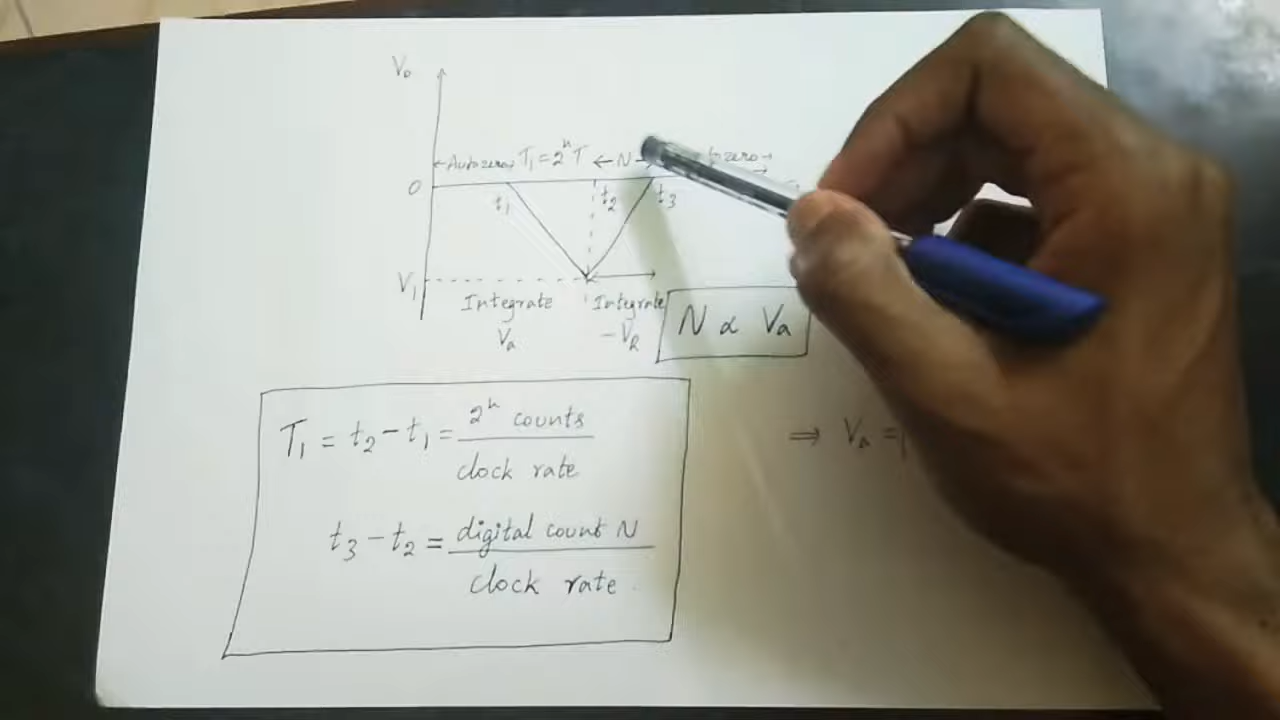 V₀
←Autozero→ T₁ = 2ⁿT ←N→ zero→
0
t₁ t₂ t₃
V₁
Integrate Integrate
Vₐ -V_R
N ∝ Vₐ
T₁ = t₂ - t₁ = 2ⁿ counts / clock rate
⇒ Vₐ =
t₃ - t₂ = digital count N / clock rate